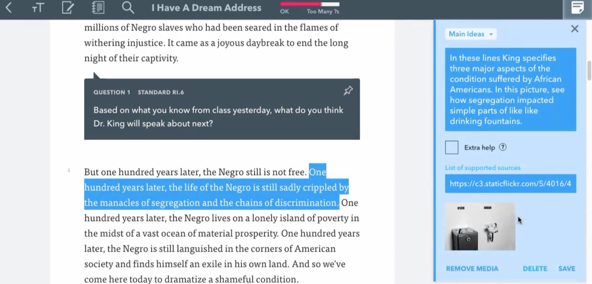 I Have A Dream Address
OK
Too Many ?s
millions of Negro slaves who had been seared in the flames of
withering injustice. It came as a joyous daybreak to end the long
night of their captivity.
QUESTION 1 STANDARD RI.6
Based on what you know from class yesterday, what do you think
Dr. King will speak about next?
4
But one hundred years later, the Negro still is not free. One
hundred years later, the life of the Negro is still sadly crippled by
the manacles of segregation and the chains of discrimination. One
hundred years later, the Negro lives on a lonely island of poverty in
the midst of a vast ocean of material prosperity. One hundred years
later, the Negro is still languished in the corners of American
society and finds himself an exile in his own land. And so we've
come here today to dramatize a shameful condition.
Main Ideas
In these lines King specifies
three major aspects of the
condition suffered by African
Americans. In this picture, see
how segregation impacted
simple parts of like like
drinking fountains.
Extra help ?
List of supported sources
https://c3.staticflickr.com/5/4016/4
REMOVE MEDIA DELETE SAVE